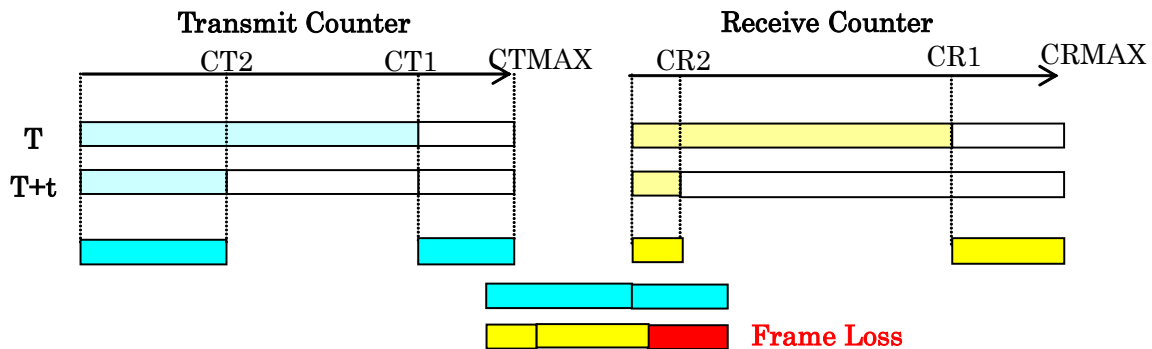 Transmit Counter
Receive Counter
CT2
CT1
CTMAX
CR2
CR1
CRMAX
T
T+t
Frame Loss